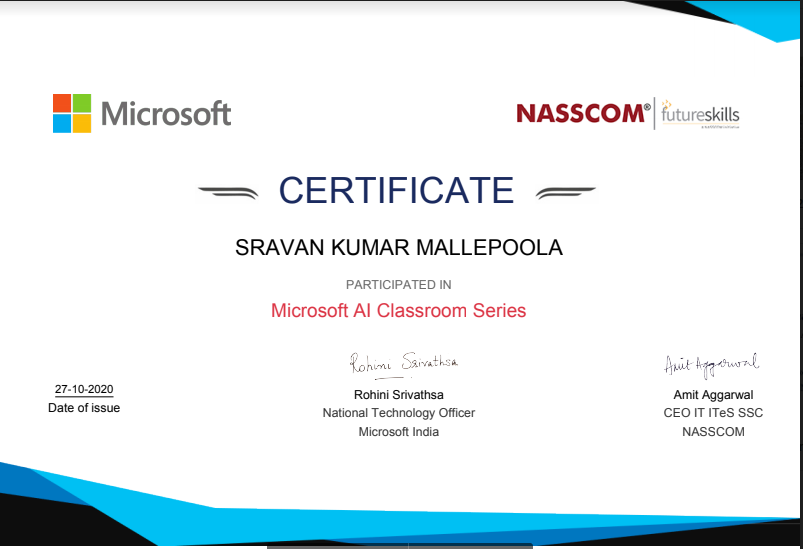 Microsoft
NASSCOM® | futureskills
CERTIFICATE
SRAVAN KUMAR MALLEPOOLA
PARTICIPATED IN
Microsoft AI Classroom Series
Rohini Srivathsa
Amit Aggarwal
27-10-2020
Date of issue
Rohini Srivathsa
National Technology Officer
Microsoft India
Amit Aggarwal
CEO IT ITeS SSC
NASSCOM